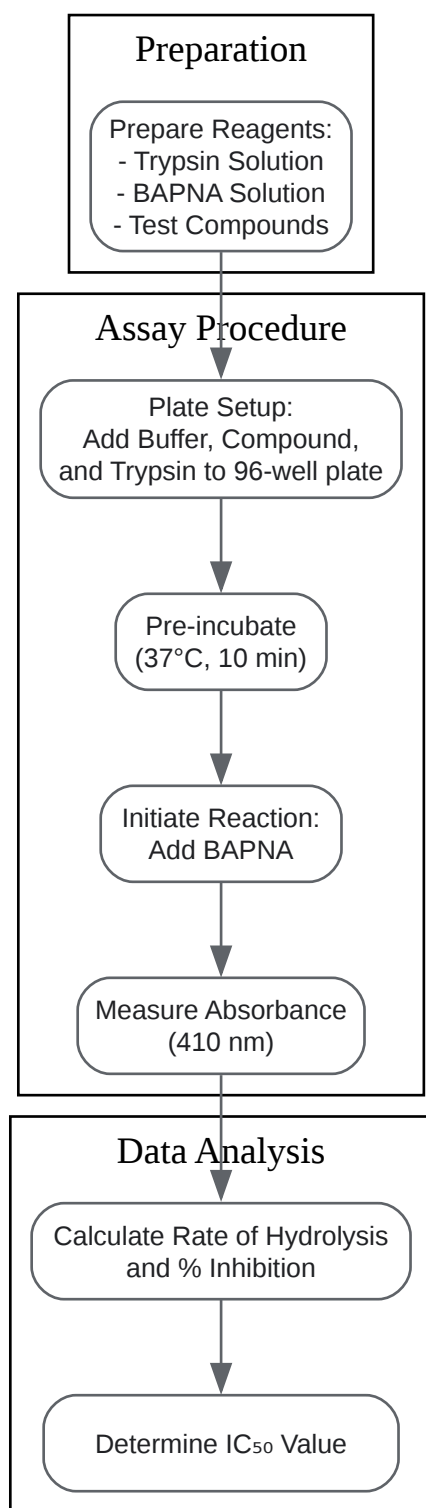 Preparation
Prepare Reagents:
- Trypsin Solution
- BAPNA Solution
- Test Compounds
Assay Procedure
Plate Setup:
Add Buffer, Compound,
and Trypsin to 96-well plate
Pre-incubate
(37°C, 10 min)
Initiate Reaction:
Add BAPNA
Measure Absorbance
(410 nm)
Data Analysis
Calculate Rate of Hydrolysis
and % Inhibition
Determine IC₅₀ Value